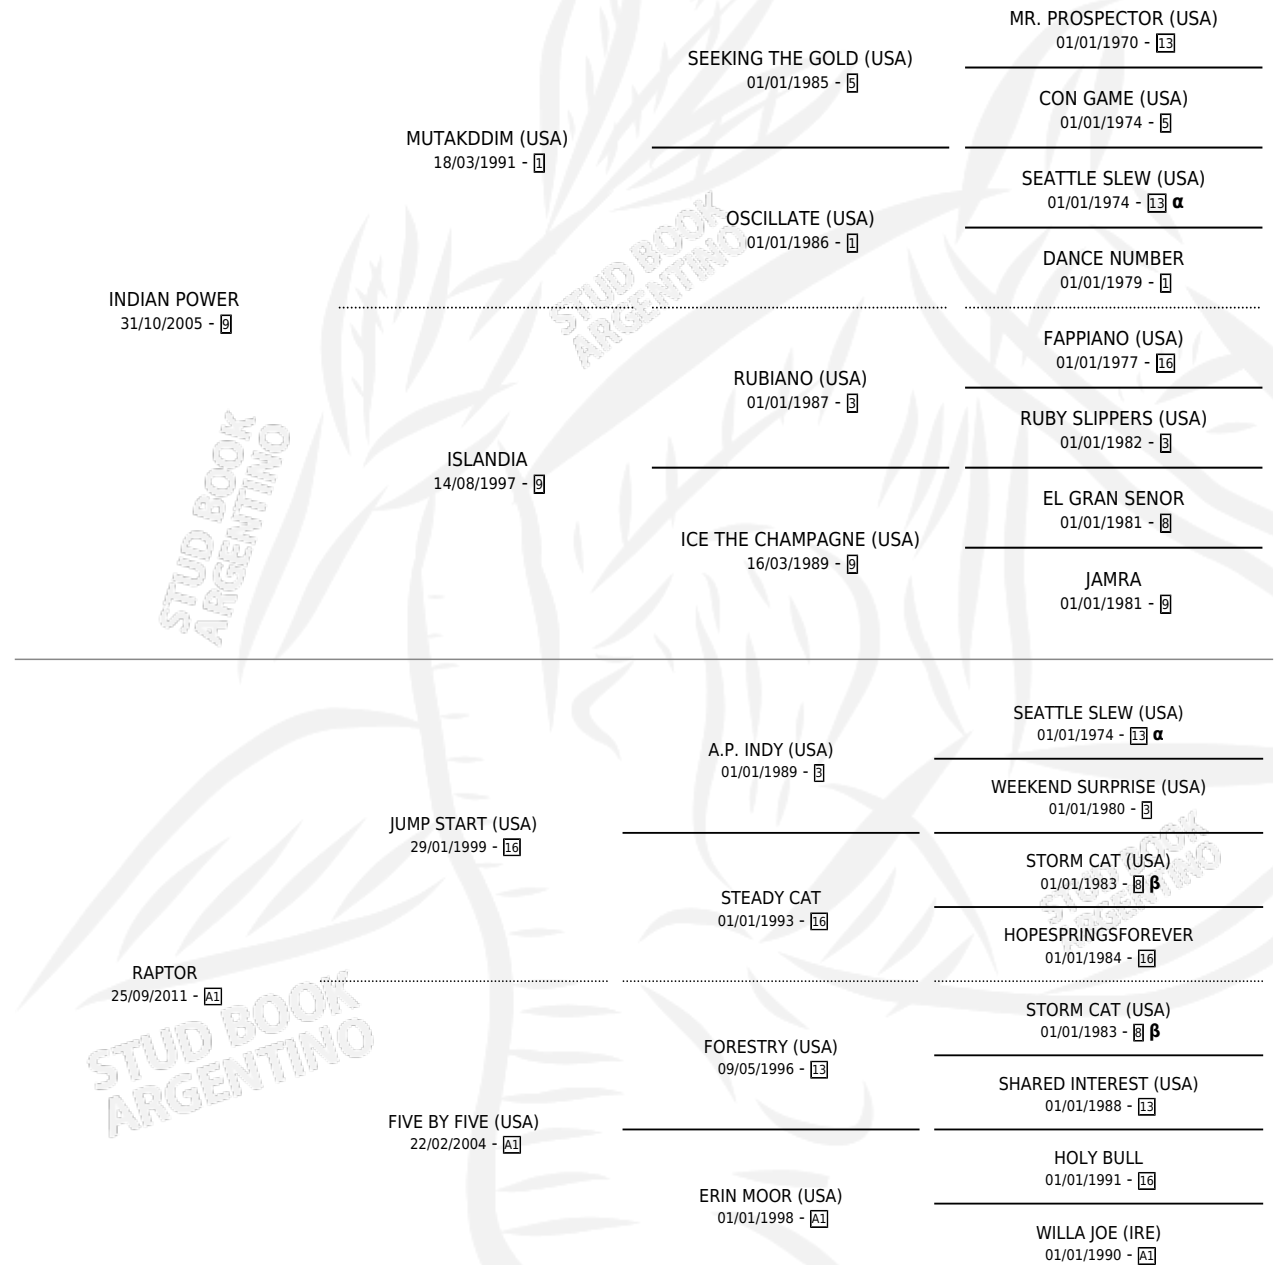 MR. PROSPECTOR (USA)
01/01/1970 - 13
SEEKING THE GOLD (USA)
01/01/1985 - 5
CON GAME (USA)
01/01/1974 - 5
MUTAKDDIM (USA)
18/03/1991 - 1
SEATTLE SLEW (USA)
01/01/1974 - 13 α
OSCILLATE (USA)
01/01/1986 - 1
DANCE NUMBER
01/01/1979 - 1
INDIAN POWER
31/10/2005 - 9
FAPPIANO (USA)
01/01/1977 - 16
RUBIANO (USA)
01/01/1987 - 3
RUBY SLIPPERS (USA)
01/01/1982 - 3
ISLANDIA
14/08/1997 - 9
EL GRAN SENOR
01/01/1981 - 8
ICE THE CHAMPAGNE (USA)
16/03/1989 - 9
JAMRA
01/01/1981 - 9
SEATTLE SLEW (USA)
01/01/1974 - 13 α
A.P. INDY (USA)
01/01/1989 - 3
WEEKEND SURPRISE (USA)
01/01/1980 - 3
JUMP START (USA)
29/01/1999 - 16
STORM CAT (USA)
01/01/1983 - 8 β
STEADY CAT
01/01/1993 - 16
HOPESPRINGSFOREVER
01/01/1984 - 16
RAPTOR
25/09/2011 - A1
STORM CAT (USA)
01/01/1983 - 8 β
FORESTRY (USA)
09/05/1996 - 13
SHARED INTEREST (USA)
01/01/1988 - 13
FIVE BY FIVE (USA)
22/02/2004 - A1
HOLY BULL
01/01/1991 - 16
ERIN MOOR (USA)
01/01/1998 - A1
WILLA JOE (IRE)
01/01/1990 - A1
STUD BOOK
ARGENTINO
STUD BOOK
ARGENTINO
STUD BOOK
ARGENTINO
STUD BOOK
ARGENTINO